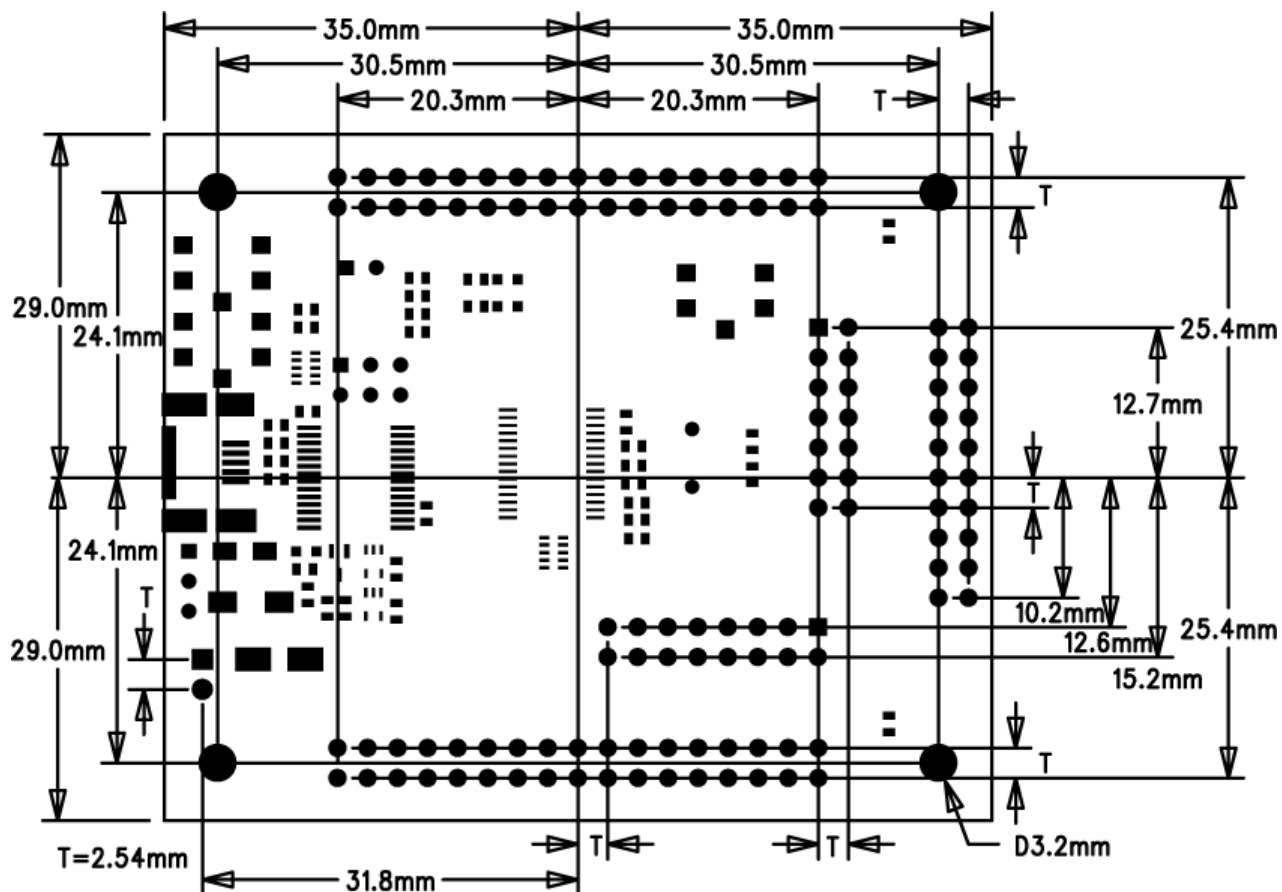 35.0mm 35.0mm
30.5mm 30.5mm
20.3mm 20.3mm T
T
29.0mm
24.1mm 25.4mm
12.7mm
T
24.1mm
T
10.2mm
29.0mm 12.6mm 25.4mm
15.2mm
T
T=2.54mm T T D3.2mm
31.8mm